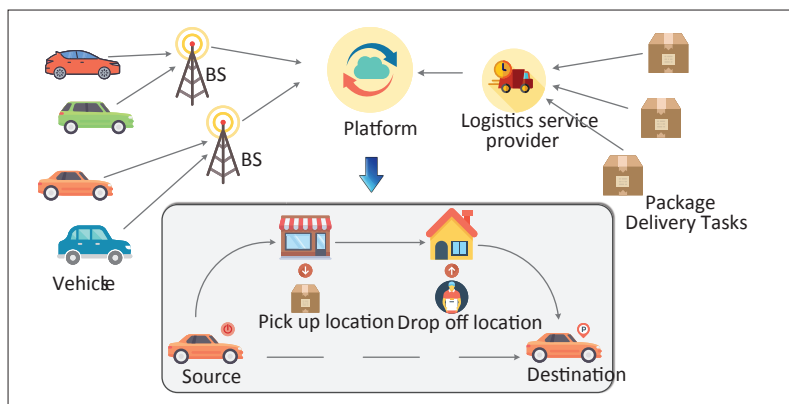 BS
BS
Platform
Logistics service
provider
Package
Delivery Tasks
Vehicle
Pick up location
Drop off location
Source
P
Destination